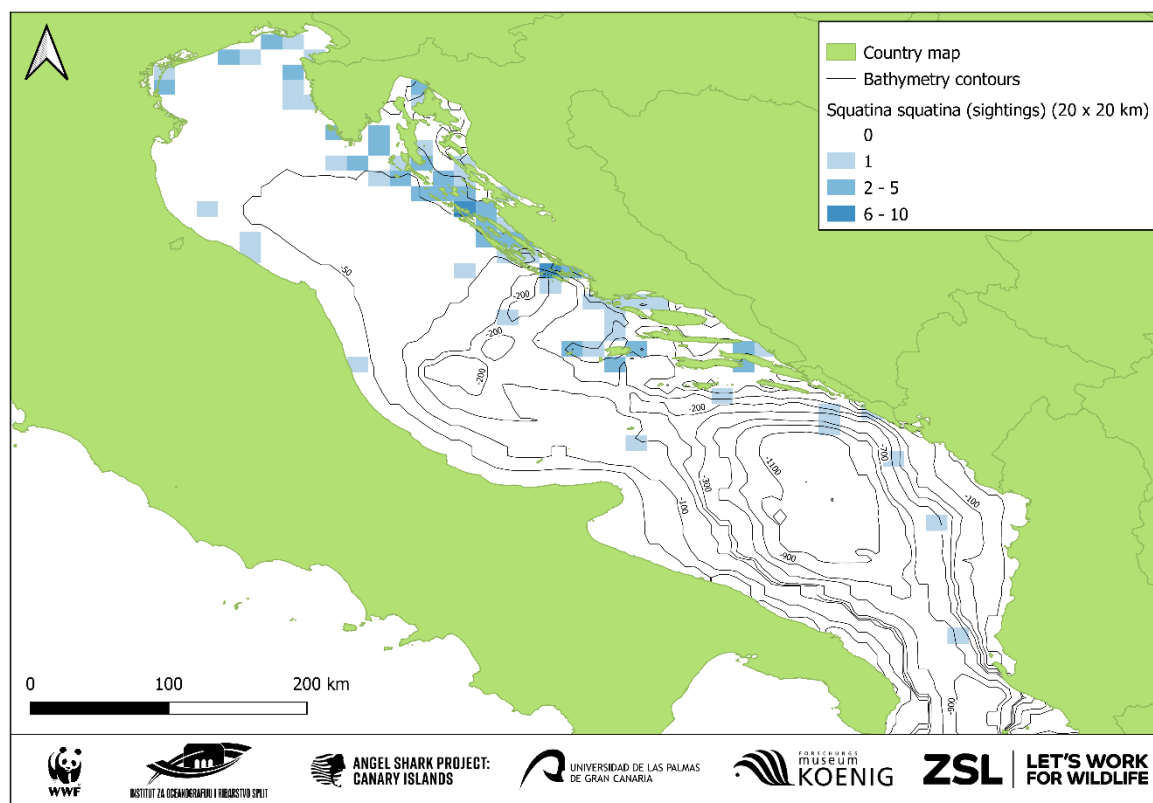 Country map
Bathymetry contours
Squatina squatina (sightings) (20 x 20 km)
0
1
2 - 5
6 - 10
-50
-200
-200
-200
-200
-700
-1100
-300
-100
-100
-900
-900
0 100 200 km
WWF
INSTITUT ZA OCEANOGRAFIJU I RIBARSTVO SPLIT
ANGEL SHARK PROJECT:
CANARY ISLANDS
UNIVERSIDAD DE LAS PALMAS
DE GRAN CANARIA
FORSCHUNGS
museum
KOENIG
ZSL
LET'S WORK
FOR WILDLIFE